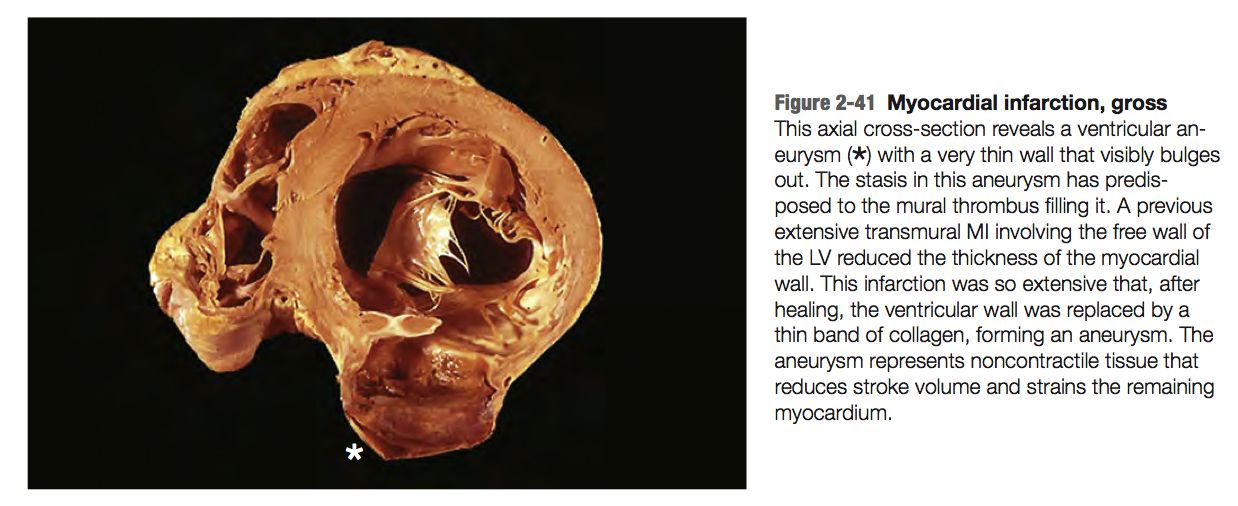 Figure 2-41 Myocardial infarction, gross
This axial cross-section reveals a ventricular an-
eurysm (*) with a very thin wall that visibly bulges
out. The stasis in this aneurysm has predis-
posed to the mural thrombus filling it. A previous
extensive transmural MI involving the free wall of
the LV reduced the thickness of the myocardial
wall. This infarction was so extensive that, after
healing, the ventricular wall was replaced by a
thin band of collagen, forming an aneurysm. The
aneurysm represents noncontractile tissue that
reduces stroke volume and strains the remaining
myocardium.
*